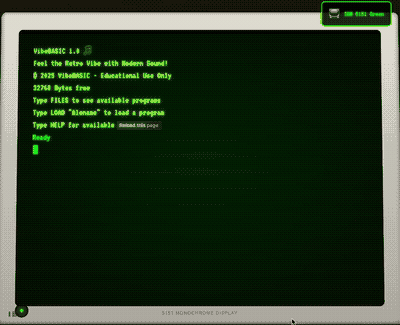 IBM 5151 Green
VibeBASIC 1.0
Feel the Retro Vibe with Modern Sound!
© 2025 VibeBASIC - Educational Use Only
32768 Bytes free
Type FILES to see available programs
Type LOAD "filename" to load a program
Type HELP for available
Reload this page
Ready
5151 MONOCHROME DISPLAY